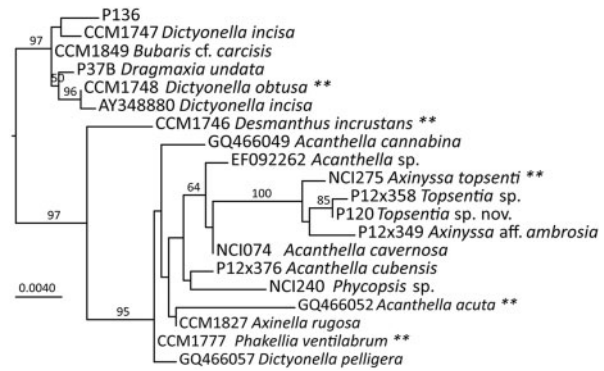 P136
CCM1747 Dictyonella incisa
97
CCM1849 Bubaris cf. carcisis
P37B Dragmaxia undata
50
CCM1748 Dictyonella obtusa **
96
AY348880 Dictyonella incisa
CCM1746 Desmanthus incrustans **
GQ466049 Acanthella cannabina
EF092262 Acanthella sp.
NCI275 Axinyssa topsenti **
64
100
P12x358 Topsentia sp.
85
P120 Topsentia sp. nov.
97
P12x349 Axinyssa aff. ambrosia
NCI074 Acanthella cavernosa
P12x376 Acanthella cubensis
NCI240 Phycopsis sp.
0.0040
GQ466052 Acanthella acuta **
95
CCM1827 Axinella rugosa
CCM1777 Phakellia ventilabrum **
GQ466057 Dictyonella pelligera